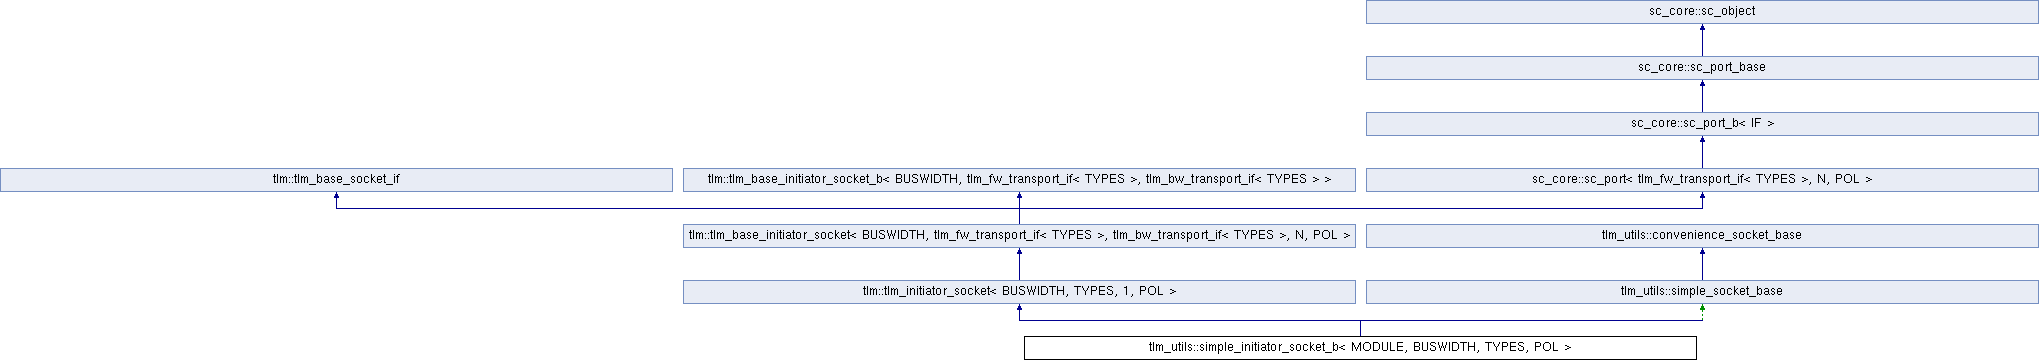 sc_core::sc_object
sc_core::sc_port_base
sc_core::sc_port_b< IF >
tlm::tlm_base_socket_if
tlm::tlm_base_initiator_socket_b< BUSWIDTH, tlm_fw_transport_if< TYPES >, tlm_bw_transport_if< TYPES > >
sc_core::sc_port< tlm_fw_transport_if< TYPES >, N, POL >
tlm::tlm_base_initiator_socket< BUSWIDTH, tlm_fw_transport_if< TYPES >, tlm_bw_transport_if< TYPES >, N, POL >
tlm_utils::convenience_socket_base
tlm::tlm_initiator_socket< BUSWIDTH, TYPES, 1, POL >
tlm_utils::simple_socket_base
tlm_utils::simple_initiator_socket_b< MODULE, BUSWIDTH, TYPES, POL >